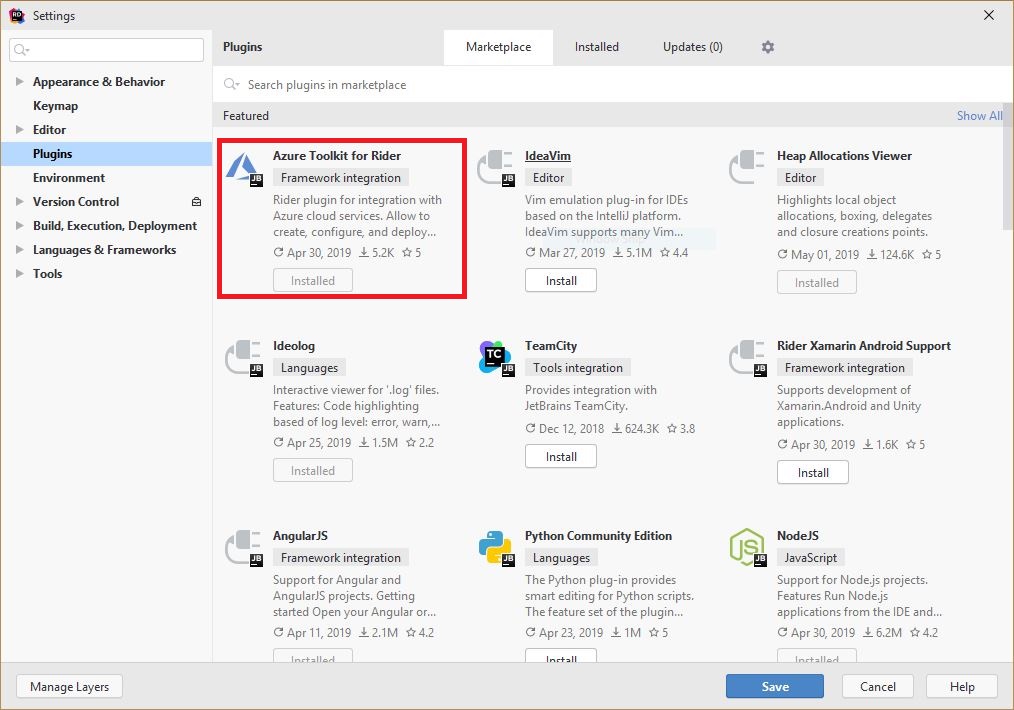 Settings
Plugins
Marketplace
Installed
Updates (0)
Appearance & Behavior
Keymap
Editor
Plugins
Environment
Version Control
Build, Execution, Deployment
Languages & Frameworks
Tools
Search plugins in marketplace
Featured
Show All
Azure Toolkit for Rider
Framework integration
Rider plugin for integration with
Azure cloud services. Allow to
create, configure, and deploy...
Apr 30, 2019 5.2K 5
Installed
IdeaVim
Editor
Vim emulation plug-in for IDEs
based on the IntelliJ platform.
IdeaVim supports many Vim...
Mar 27, 2019 5.1M 4.4
Install
Heap Allocations Viewer
Editor
Highlights local object
allocations, boxing, delegates
and closure creations points.
May 01, 2019 124.6K 5
Installed
Ideolog
Languages
Interactive viewer for '.log' files.
Features: Code highlighting
based on log level: error, warn,...
Apr 25, 2019 1.5M 2.2
Installed
TeamCity
Tools integration
Provides integration with
JetBrains TeamCity.
Dec 12, 2018 624.3K 3.8
Install
Rider Xamarin Android Support
Framework integration
Supports development of
Xamarin.Android and Unity
applications.
Apr 30, 2019 1.6K 5
Install
AngularJS
Framework integration
Support for Angular and
AngularJS projects. Getting
started Open your Angular or...
Apr 11, 2019 2.1M 4.2
Installed
Python Community Edition
Languages
The Python plug-in provides
smart editing for Python scripts.
The feature set of the plugin...
Apr 23, 2019 1M 5
Install
NodeJS
JavaScript
Support for Node.js projects.
Features Run Node.js
applications from the IDE and...
Apr 30, 2019 6.2M 4.2
Installed
Manage Layers
Save
Cancel
Help